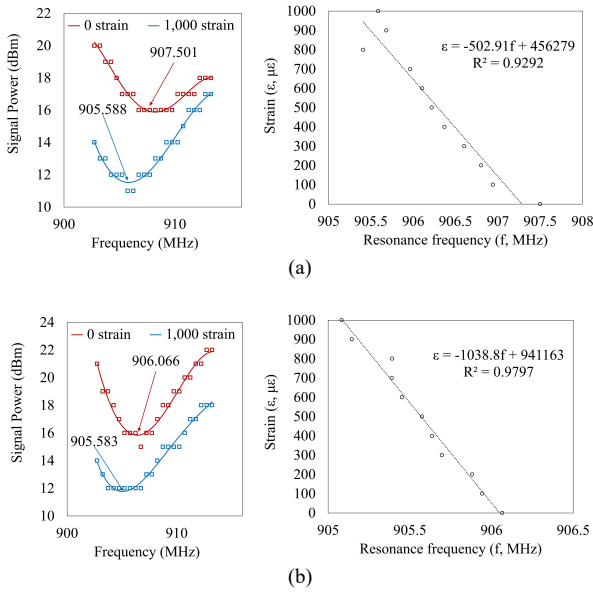 0 strain 1,000 strain
24
22
20
18
16
14
12
10
907.501
905.588
900 910
Signal Power (dBm)
Frequency (MHz)
1000
900
800
700
600
500
400
300
200
100
0
ε = -502.91f + 456279
R² = 0.9292
905 905.5 906 906.5 907 907.5 908
Strain (ε, με)
Resonance frequency (f, MHz)
(a)
0 strain 1,000 strain
24
22
20
18
16
14
12
10
906.066
905.583
900 910
Signal Power (dBm)
Frequency (MHz)
1000
900
800
700
600
500
400
300
200
100
0
ε = -1038.8f + 941163
R² = 0.9797
905 905.5 906 906.5
Strain (ε, με)
Resonance frequency (f, MHz)
(b)